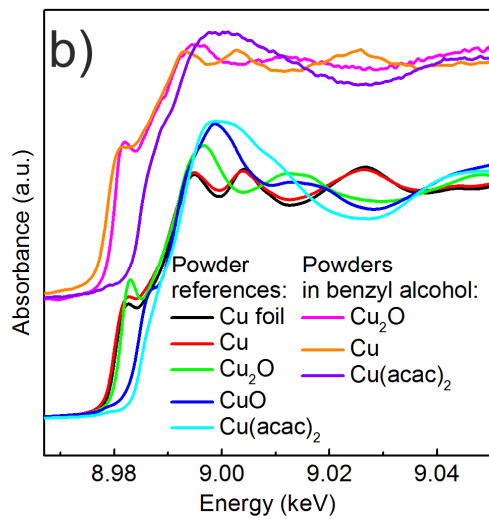 b)
Absorbance (a.u.)
Powder references:
Cu foil
Cu
Cu₂O
CuO
Cu(acac)₂
Powders in benzyl alcohol:
Cu₂O
Cu
Cu(acac)₂
8.98 9.00 9.02 9.04
Energy (keV)